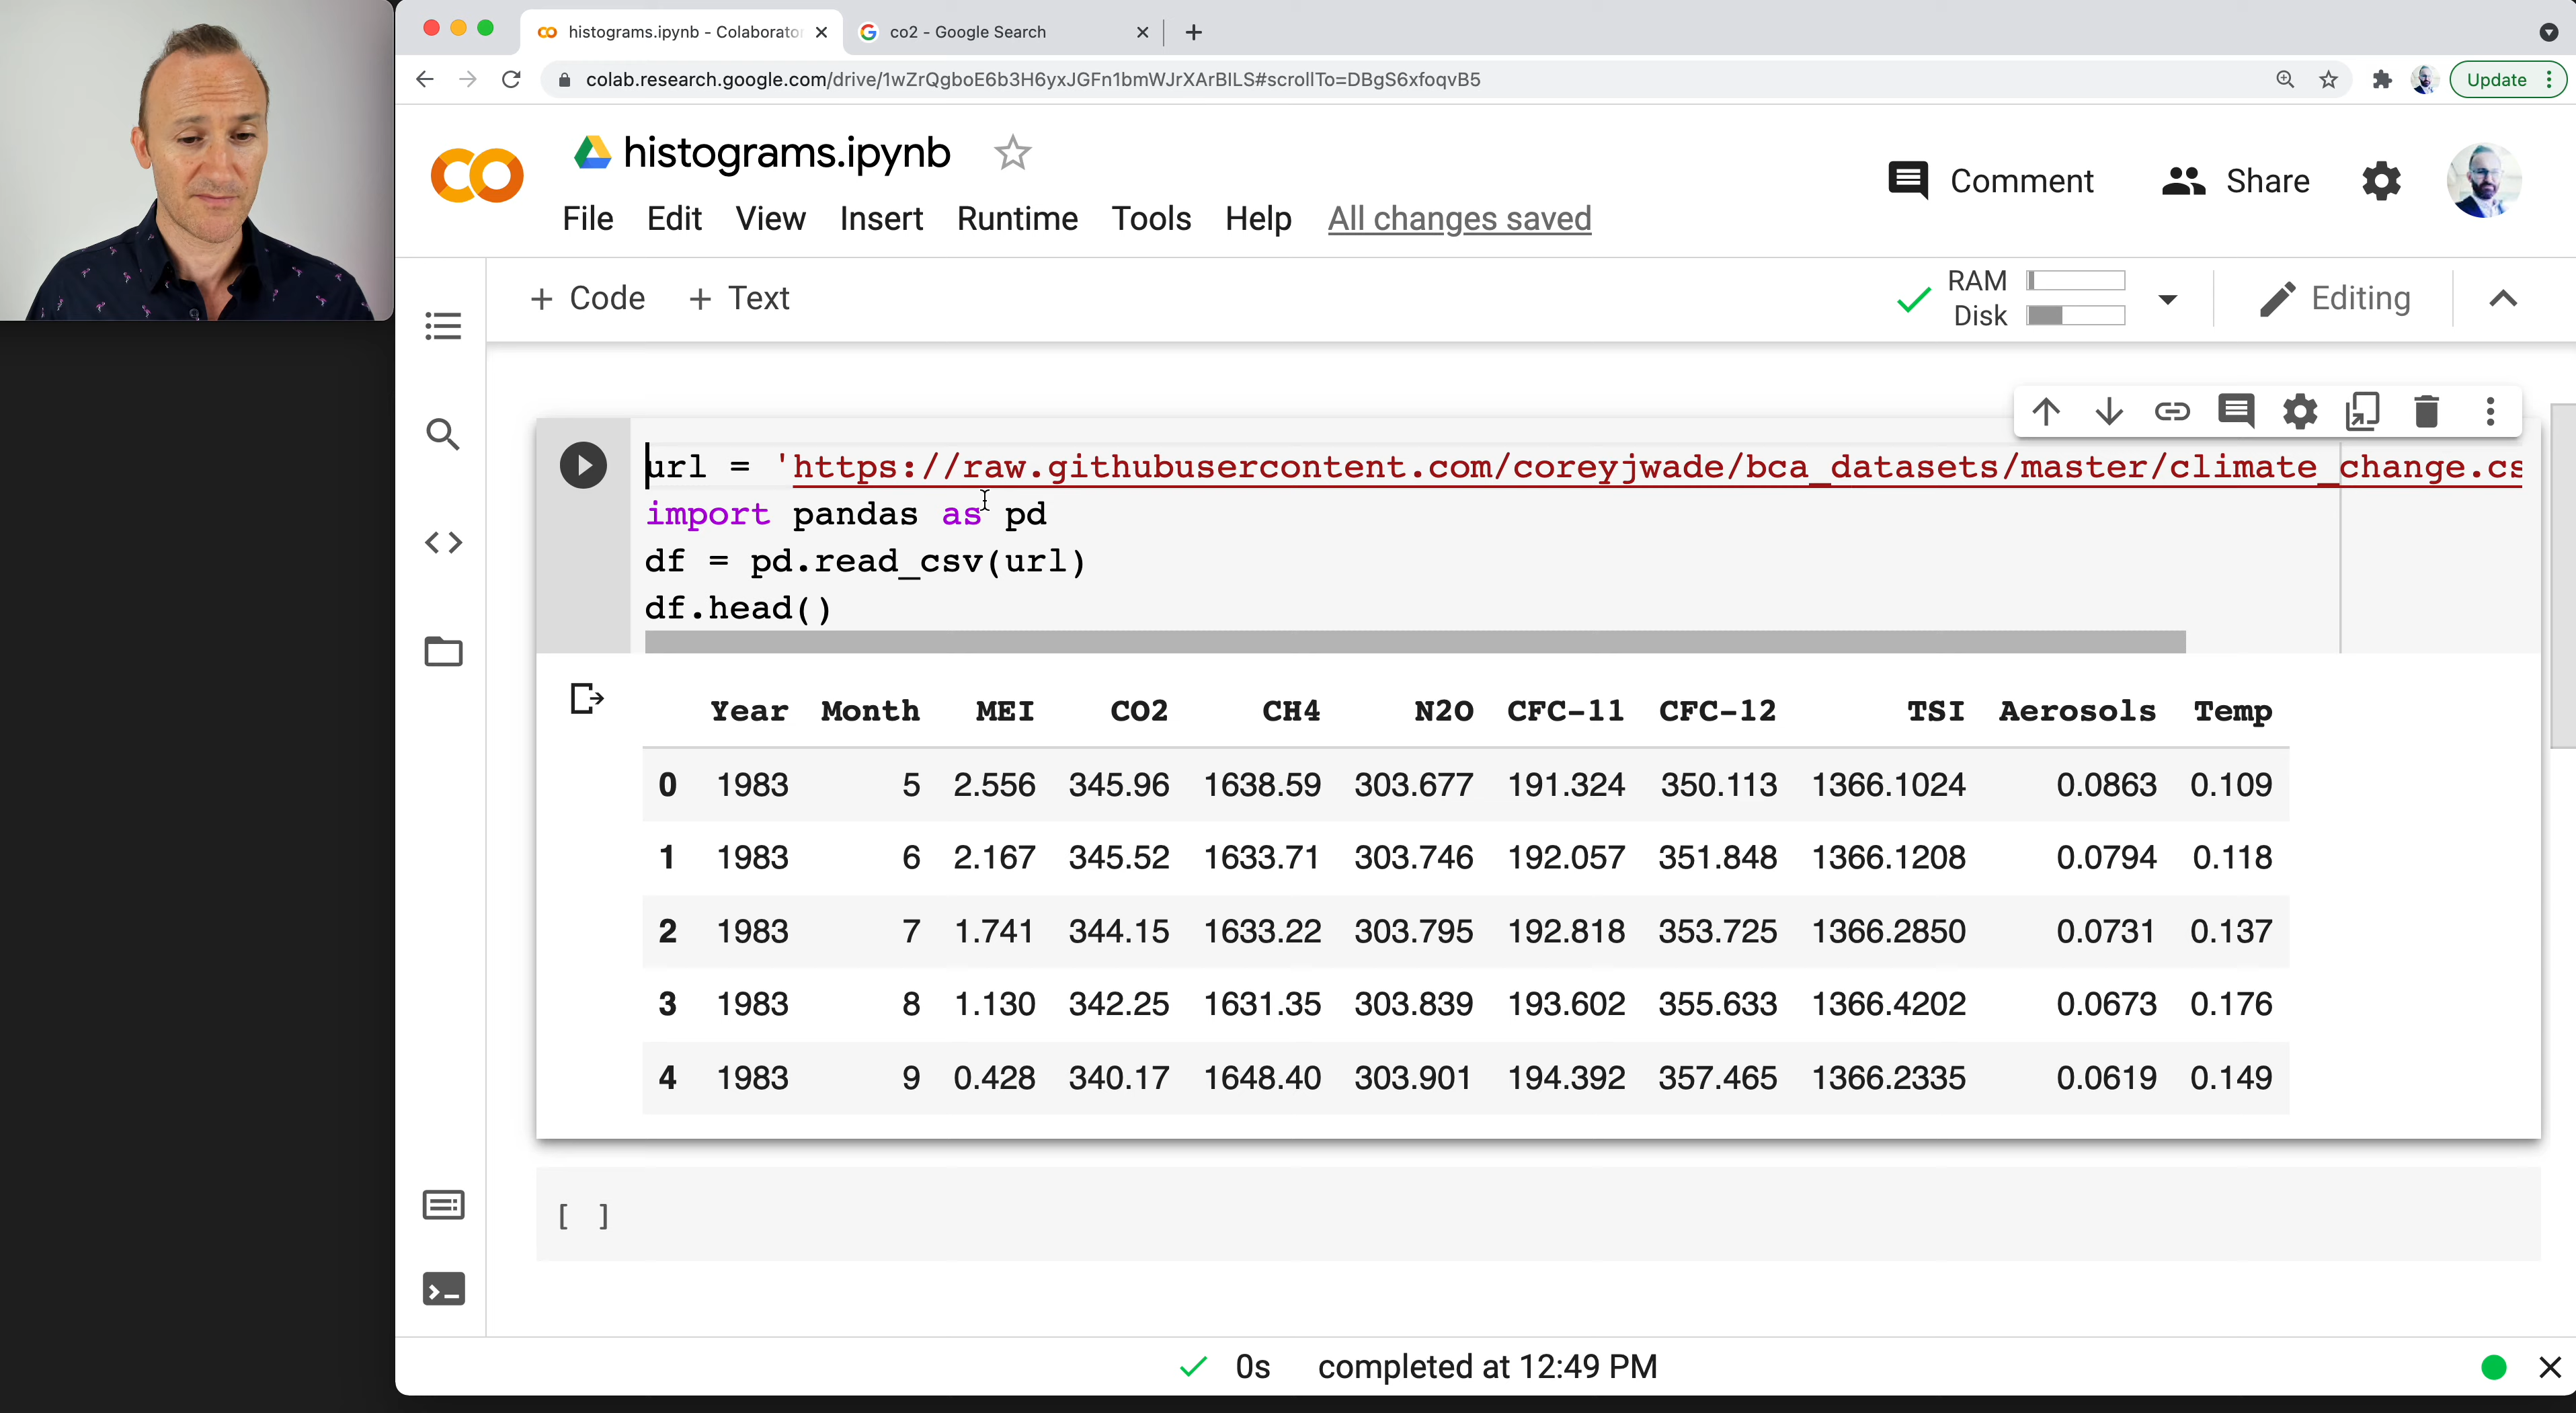 histograms.ipynb - Colaborator
co2 - Google Search
colab.research.google.com/drive/1wZrQgboE6b3H6yxJGFn1bmWJrXArBILS#scrollTo=DBgS6xfoqvB5
Update
histograms.ipynb
Comment
Share
File Edit View Insert Runtime Tools Help All changes saved
+ Code + Text
RAM
Disk
Editing
url = 'https://raw.githubusercontent.com/coreyjwade/bca_datasets/master/climate_change.cs
import pandas as pd
df = pd.read_csv(url)
df.head()
Year Month MEI CO2 CH4 N2O CFC-11 CFC-12 TSI Aerosols Temp
0 1983 5 2.556 345.96 1638.59 303.677 191.324 350.113 1366.1024 0.0863 0.109
1 1983 6 2.167 345.52 1633.71 303.746 192.057 351.848 1366.1208 0.0794 0.118
2 1983 7 1.741 344.15 1633.22 303.795 192.818 353.725 1366.2850 0.0731 0.137
3 1983 8 1.130 342.25 1631.35 303.839 193.602 355.633 1366.4202 0.0673 0.176
4 1983 9 0.428 340.17 1648.40 303.901 194.392 357.465 1366.2335 0.0619 0.149
[ ]
0s completed at 12:49 PM